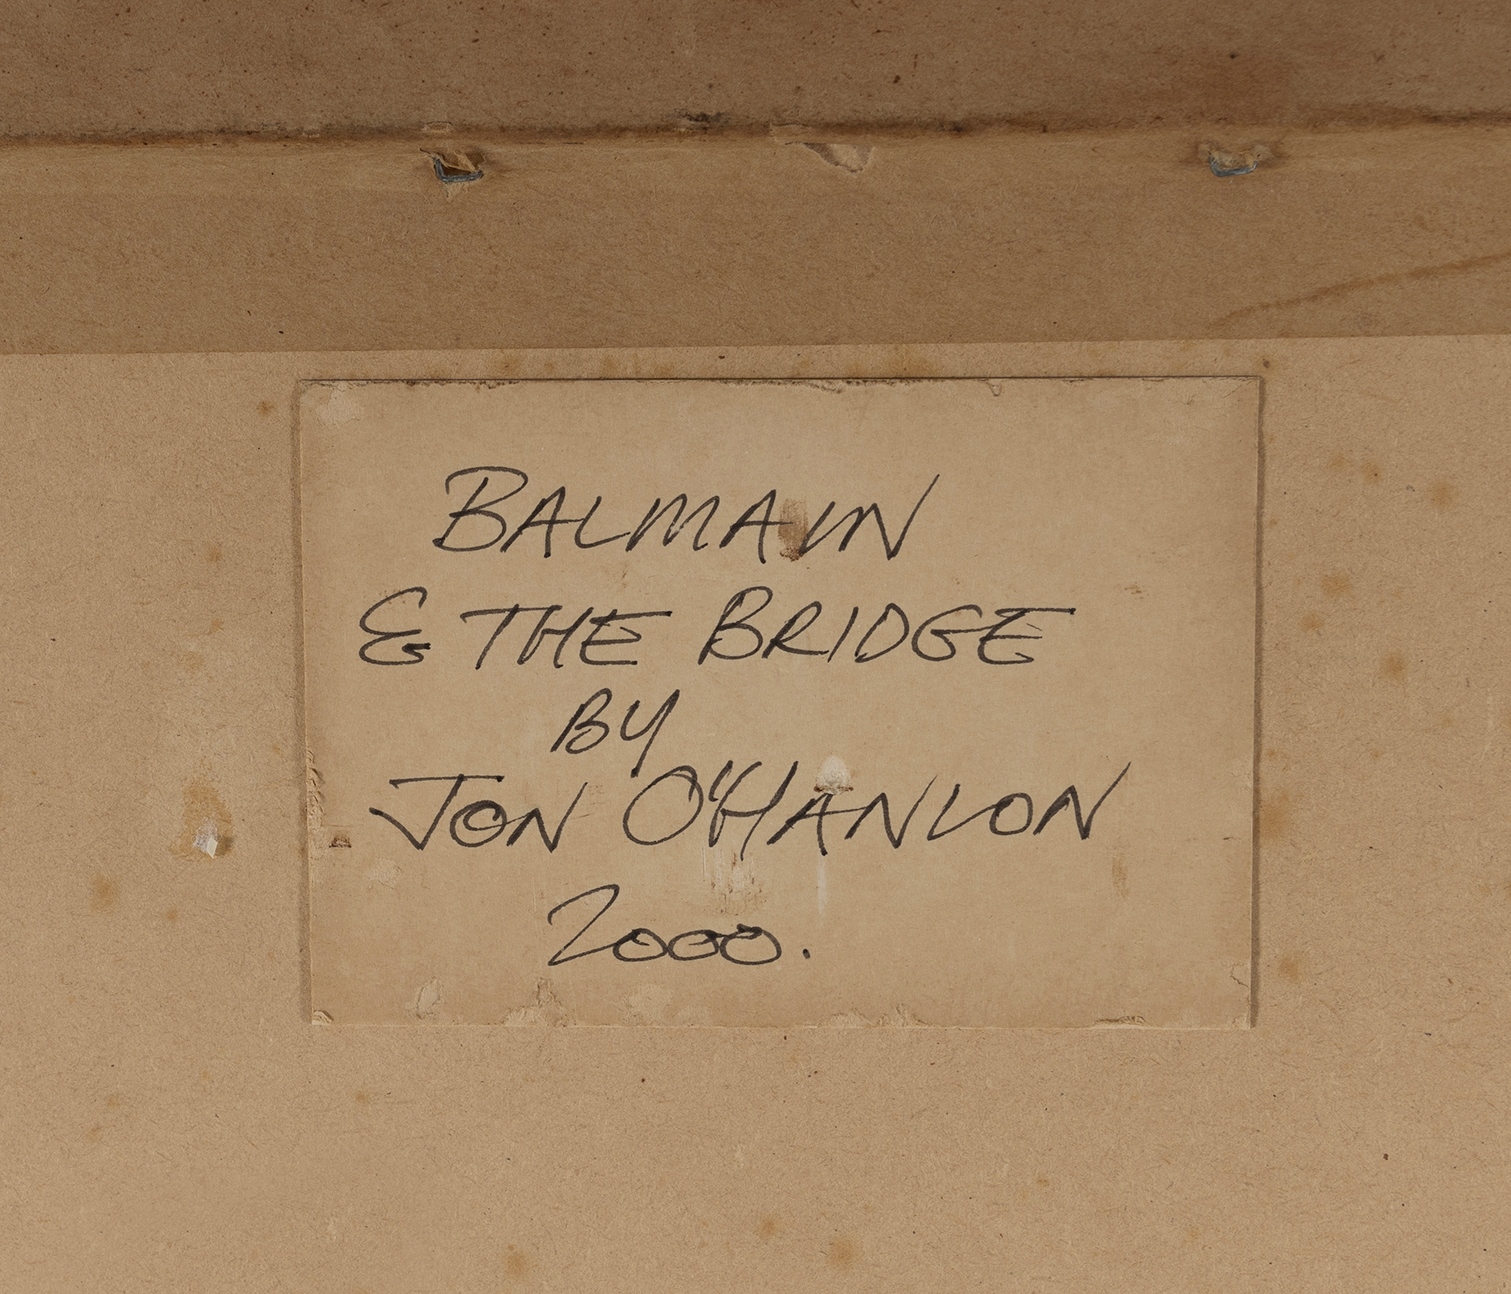 BALMAIN
& THE BRIDGE
BY
JON O'HANLON
2000.